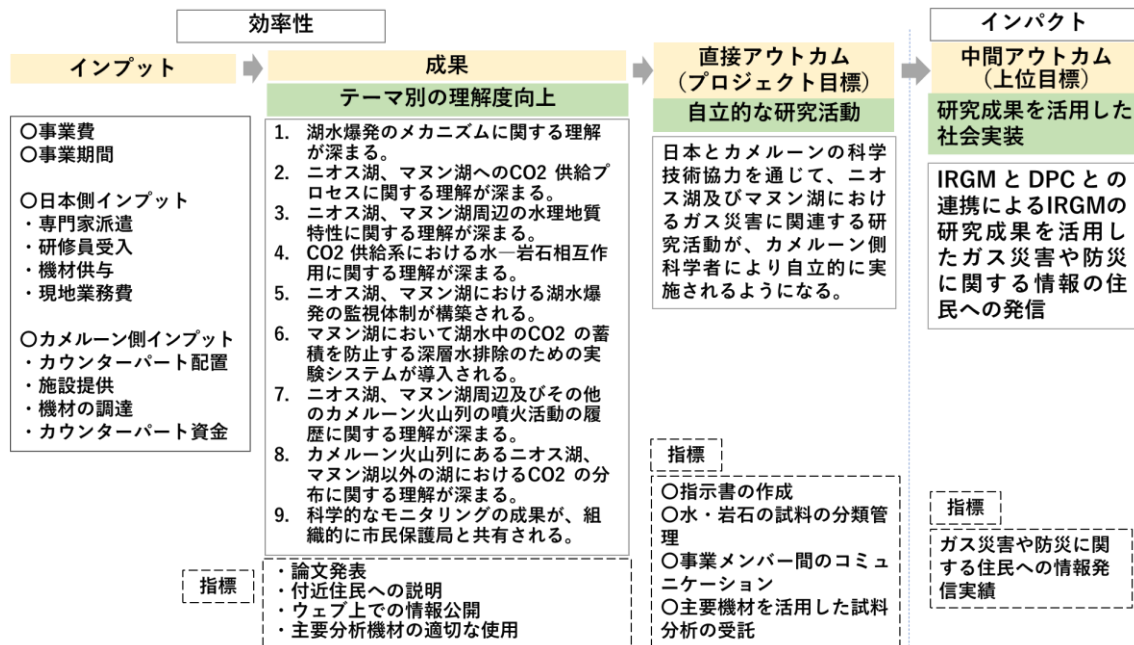 効率性
インパクト
インプット
成果
直接アウトカム
（プロジェクト目標）
中間アウトカム
（上位目標）
テーマ別の理解度向上
自立的な研究活動
研究成果を活用した
社会実装
〇事業費
〇事業期間
〇日本側インプット
・専門家派遣
・研修員受入
・機材供与
・現地業務費
〇カメルーン側インプット
・カウンターパート配置
・施設提供
・機材の調達
・カウンターパート資金
1. 湖水爆発のメカニズムに関する理解
が深まる。
2. ニオス湖、マヌン湖へのCO2 供給プ
ロセスに関する理解が深まる。
3. ニオス湖、マヌン湖周辺の水理地質
特性に関する理解が深まる。
4. CO2 供給系における水―岩石相互作
用に関する理解が深まる。
5. ニオス湖、マヌン湖における湖水爆
発の監視体制が構築される。
6. マヌン湖において湖水中のCO2 の蓄
積を防止する深層水排除のための実
験システムが導入される。
7. ニオス湖、マヌン湖周辺及びその他
のカメルーン火山列の噴火活動の履
歴に関する理解が深まる。
8. カメルーン火山列にあるニオス湖、
マヌン湖以外の湖におけるCO2 の分
布に関する理解が深まる。
9. 科学的なモニタリングの成果が、組
織的に市民保護局と共有される。
指標
・論文発表
・付近住民への説明
・ウェブ上での情報公開
・主要分析機材の適切な使用
日本とカメルーンの科学
技術協力を通じて、ニオ
ス湖及びマヌン湖におけ
るガス災害に関連する研
究活動が、カメルーン側
科学者により自立的に実
施されるようになる。
指標
〇指示書の作成
〇水・岩石の試料の分類管
理
〇事業メンバー間のコミュ
ニケーション
〇主要機材を活用した試料
分析の受託
IRGM と DPC との
連携によるIRGMの
研究成果を活用し
たガス災害や防災
に関する情報の住
民への発信
指標
ガス災害や防災に関
する住民への情報発
信実績